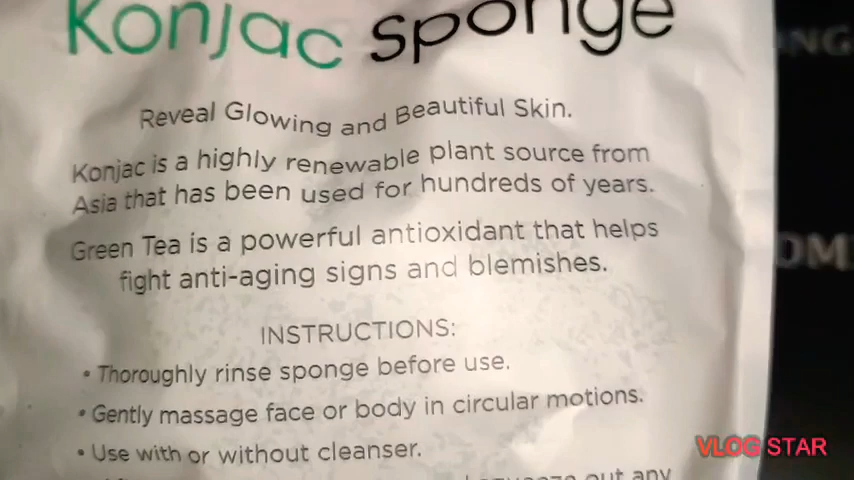 Konjac sponge
Reveal Glowing and Beautiful Skin.
Konjac is a highly renewable plant source from
Asia that has been used for hundreds of years.
Green Tea is a powerful antioxidant that helps
fight anti-aging signs and blemishes.
INSTRUCTIONS:
• Thoroughly rinse sponge before use.
• Gently massage face or body in circular motions.
• Use with or without cleanser.
out any
VLOG STAR